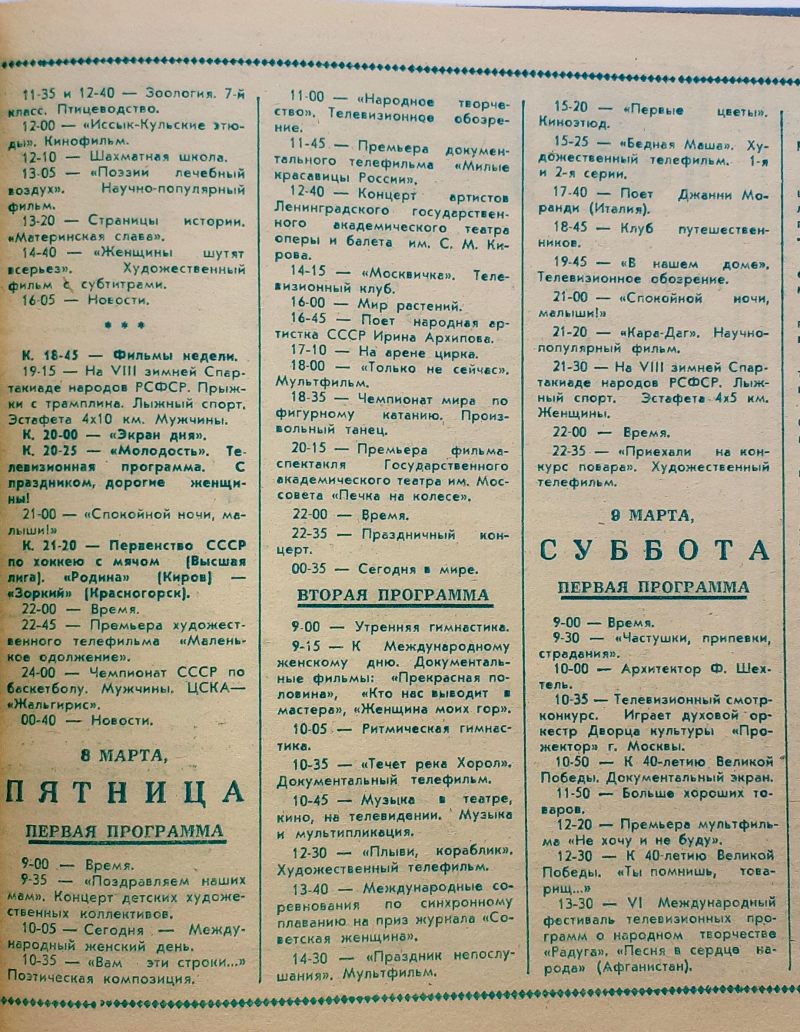 11-35 и 12-40 — Зоология. 7-й
класс. Птицеводство.
12-00 — «Иссык-Кульские этю-
ды». Кинофильм.
12-10 — Шахматная школа.
13-05 — «Поэзии лечебный
воздух». Научно-популярный
фильм.
13-20 — Страницы истории.
«Материнская слава».
14-40 — «Женщины шутят
всерьез». Художественный
фильм с субтитрами.
16-05 — Новости.
* * *
К. 18-45 — Фильмы недели.
19-15 — На VIII зимней Спар-
такиаде народов РСФСР. Прыж-
ки с трамплина. Лыжный спорт.
Эстафета 4х10 км. Мужчины.
К. 20-00 — «Экран дня».
К. 20-25 — «Молодость». Те-
левизионная программа. С
праздником, дорогие женщи-
ны!
21-00 — «Спокойной ночи, ма-
лыши!»
К. 21-20 — Первенство СССР
по хоккею с мячом (Высшая
лига). «Родина» (Киров) —
«Зоркий» (Красногорск).
22-00 — Время.
22-45 — Премьера художест-
венного телефильма «Малень-
кое одолжение».
24-00 — Чемпионат СССР по
баскетболу. Мужчины. ЦСКА—
«Жальгирис».
00-40 — Новости.
8 МАРТА,
ПЯТНИЦА
ПЕРВАЯ ПРОГРАММА
9-00 — Время.
9-35 — «Поздравляем наших
мам». Концерт детских художе-
ственных коллективов.
10-05 — Сегодня — Между-
народный женский день.
10-35 — «Вам эти строки...»
Поэтическая композиция.
11-00 — «Народное творче-
ство». Телевизионное обозре-
ние.
11-45 — Премьера докумен-
тального телефильма «Милые
красавицы России».
12-40 — Концерт артистов
Ленинградского государствен-
ного академического театра
оперы и балета им. С. М. Ки-
рова.
14-15 — «Москвичка». Теле-
визионный клуб.
16-00 — Мир растений.
16-45 — Поет народная ар-
тистка СССР Ирина Архипова.
17-10 — На арене цирка.
18-00 — «Только не сейчас».
Мультфильм.
18-35 — Чемпионат мира по
фигурному катанию. Произ-
вольный танец.
20-15 — Премьера фильма-
спектакля Государственного
академического театра им. Мос-
совета «Печка на колесе».
22-00 — Время.
22-35 — Праздничный кон-
церт.
00-35 — Сегодня в мире.
ВТОРАЯ ПРОГРАММА
9-00 — Утренняя гимнастика.
9-15 — К Международному
женскому дню. Документаль-
ные фильмы: «Прекрасная по-
ловина», «Кто нас выводит в
мастера», «Женщина моих гор».
10-05 — Ритмическая гимнас-
тика.
10-35 — «Течет река Хорол».
Документальный телефильм.
10-45 — Музыка в театре,
кино, на телевидении. Музыка
и мультипликация.
12-30 — «Плыви, кораблик».
Художественный телефильм.
13-40 — Международные со-
ревнования по синхронному
плаванию на приз журнала «Со-
ветская женщина».
14-30 — «Праздник непослу-
шания». Мультфильм.
15-20 — «Первые цветы».
Киноэтюд.
15-25 — «Бедная Маша». Ху-
дожественный телефильм. 1-я
и 2-я серии.
17-40 — Поет Джанни Мо-
ранди (Италия).
18-45 — Клуб путешествен-
ников.
19-45 — «В нашем доме».
Телевизионное обозрение.
21-00 — «Спокойной ночи,
малыши!»
21-20 — «Кара-Даг». Научно-
популярный фильм.
21-30 — На VIII зимней Спар-
такиаде народов РСФСР. Лыж-
ный спорт. Эстафета 4х5 км.
Женщины.
22-00 — Время.
22-35 — «Приехали на кон-
курс повара». Художественный
телефильм.
9 МАРТА,
СУББОТА
ПЕРВАЯ ПРОГРАММА
9-00 — Время.
9-30 — «Частушки, припевки,
страдания».
10-00 — Архитектор Ф. Шех-
тель.
10-35 — Телевизионный смотр-
конкурс. Играет духовой ор-
кестр Дворца культуры «Про-
жектор» г. Москвы.
10-50 — К 40-летию Великой
Победы. Документальный экран.
11-50 — Больше хороших то-
варов.
12-20 — Премьера мультфиль-
ма «Не хочу и не буду».
12-30 — К 40-летию Великой
Победы. «Ты помнишь, това-
рищ...»
13-30 — VI Международный
фестиваль телевизионных про-
грамм о народном творчестве
«Радуга». «Песня в сердце на-
рода» (Афганистан).